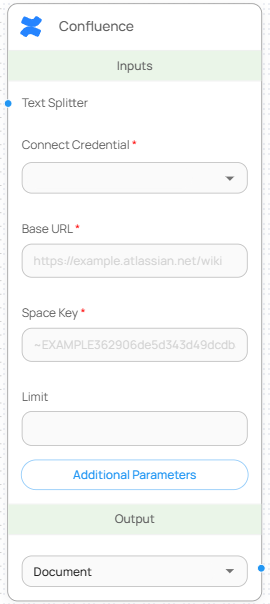 Confluence
Inputs
Text Splitter
Connect Credential *
Base URL *
https://example.atlassian.net/wiki
Space Key *
~EXAMPLE362906de5d343d49dcdb
Limit
Additional Parameters
Output
Document